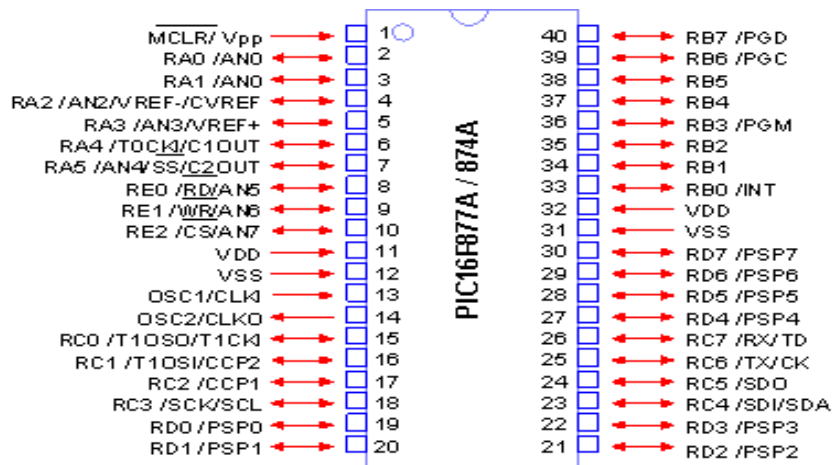 MCLR/ Vpp 1 40 RB7 /PGD
RA0 /AN0 2 39 RB6 /PGC
RA1 /AN0 3 38 RB5
RA2 /AN2/VREF-/CVREF 4 37 RB4
RA3 /AN3/VREF+ 5 36 RB3 /PGM
RA4 /TOCKI/C1OUT 6 35 RB2
RA5 /AN4/SS/C2OUT 7 34 RB1
RE0 /RD/AN5 8 33 RB0 /INT
RE1 /WR/AN6 9 32 VDD
RE2 /CS/AN7 10 31 VSS
VDD 11 30 RD7 /PSP7
VSS 12 29 RD6 /PSP6
OSC1/CLKI 13 28 RD5 /PSP5
OSC2/CLKO 14 27 RD4 /PSP4
RC0 /T1OSO/T1CKI 15 26 RC7 /RX/TD
RC1 /T1OSI/CCP2 16 25 RC6 /TX/CK
RC2 /CCP1 17 24 RC5 /SDO
RC3 /SCK/SCL 18 23 RC4 /SDI/SDA
RD0 /PSP0 19 22 RD3 /PSP3
RD1 /PSP1 20 21 RD2 /PSP2
PIC16F877A / 874A